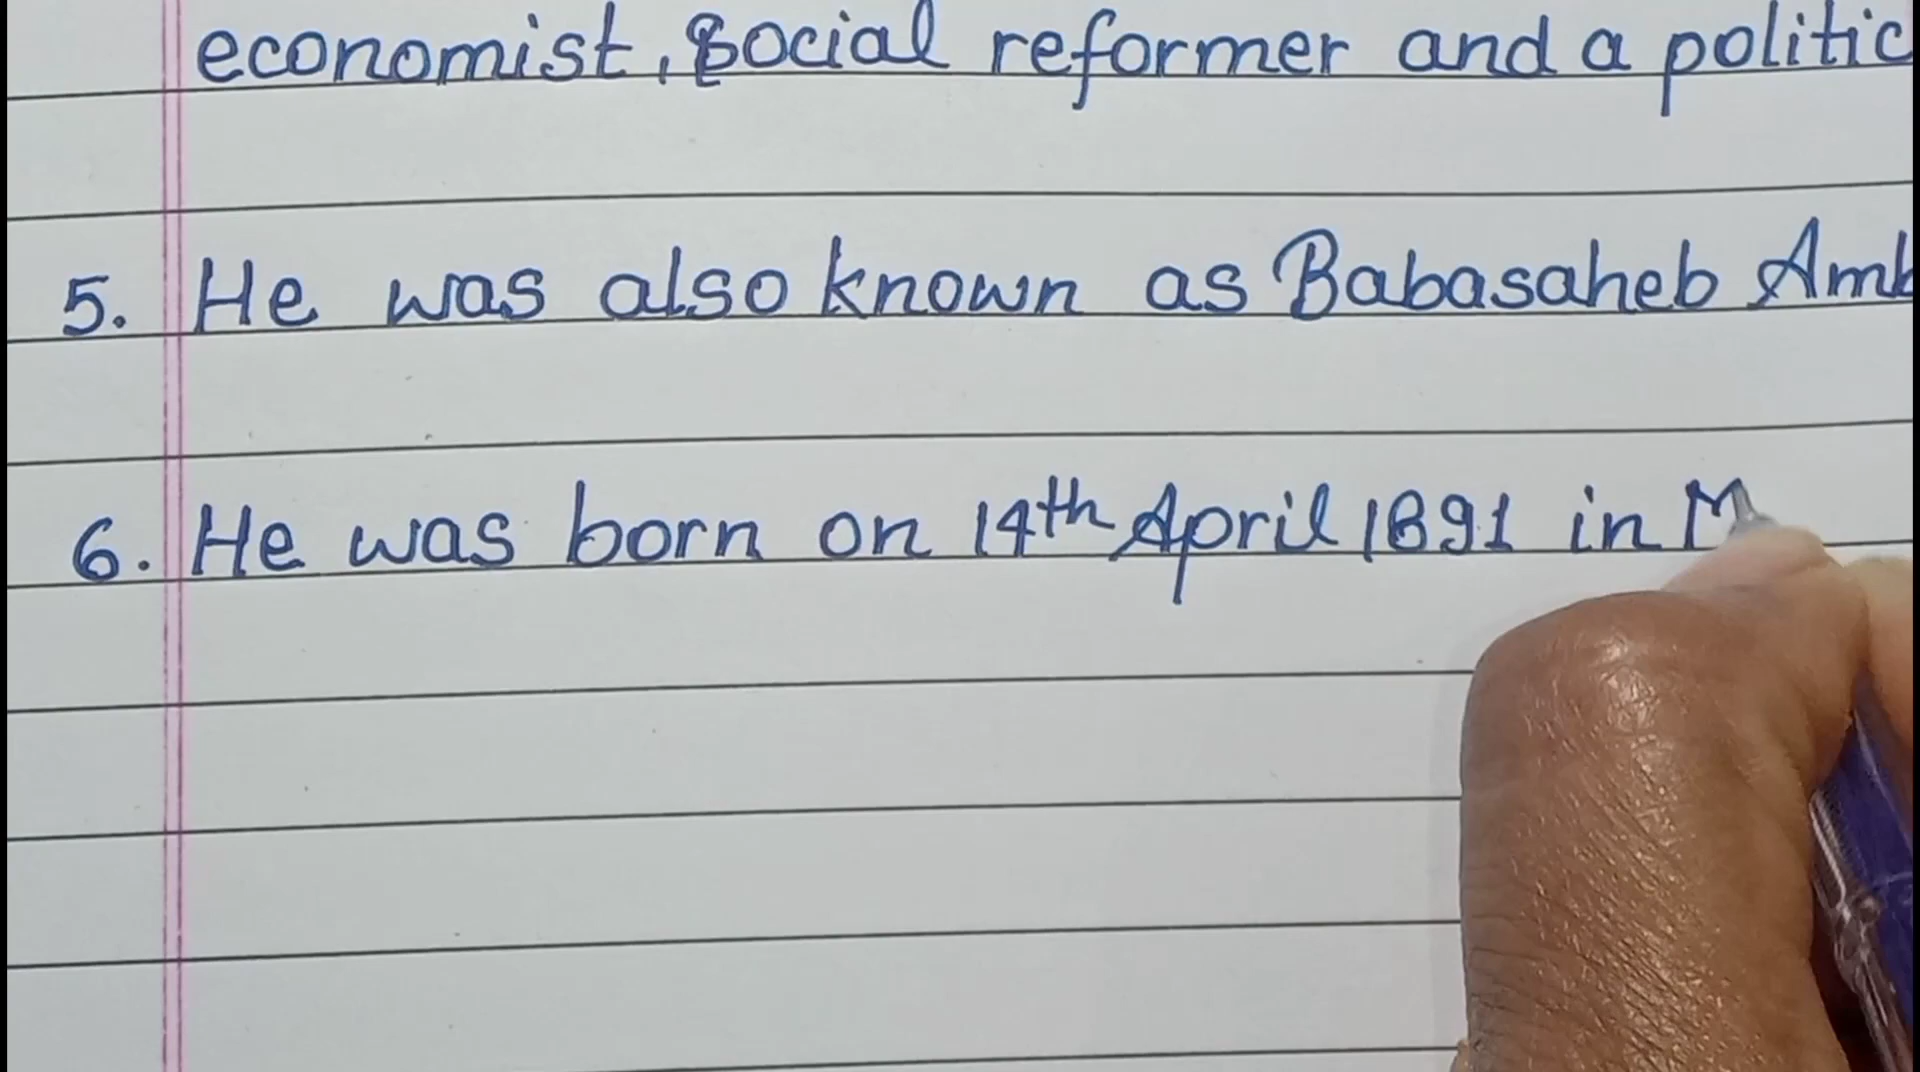 economist, social reformer and a politic
5. He was also known as Babasaheb Amb
6. He was born on 14th April 1891 in M